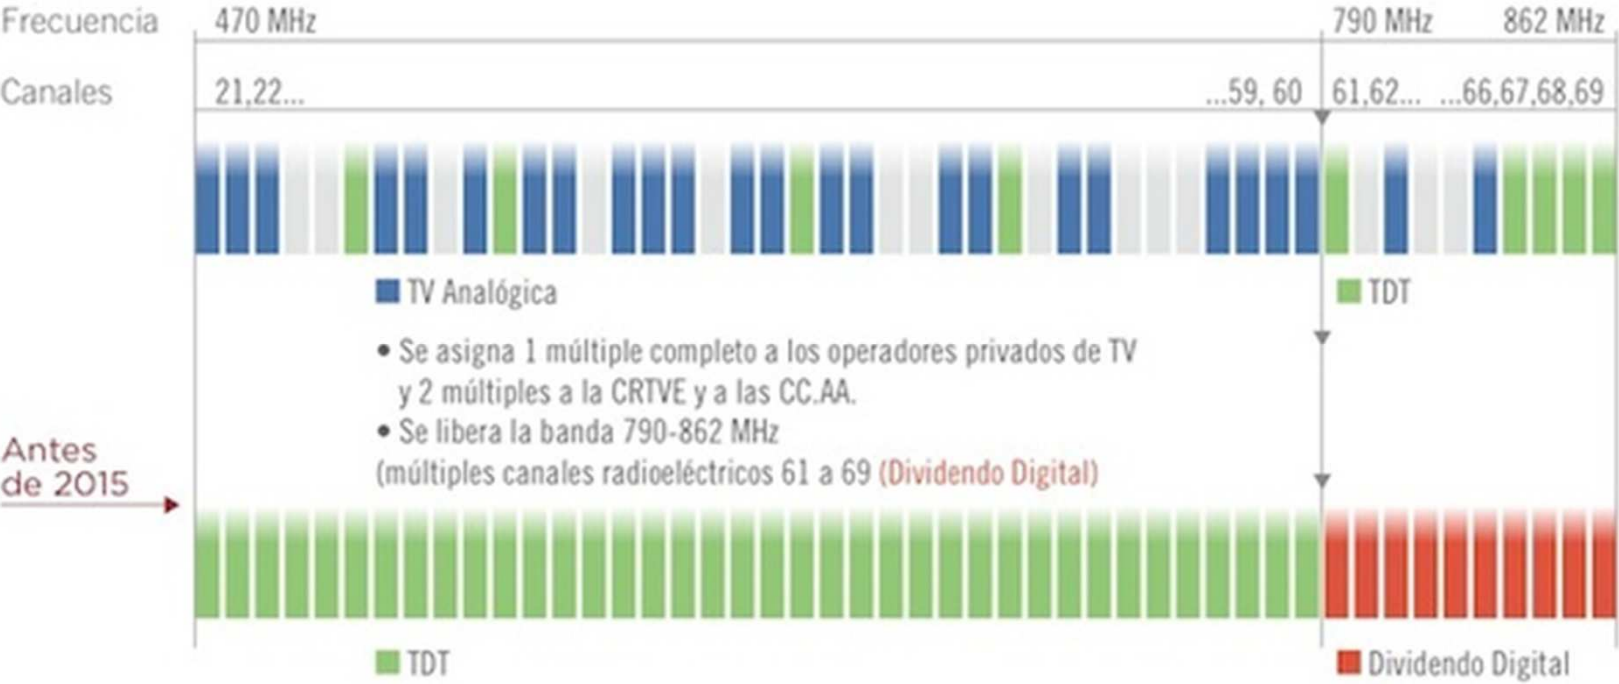 Frecuencia 470 MHz 790 MHz 862 MHz
Canales 21,22... ...59, 60 61,62... ...66,67,68,69
TV Analógica TDT
• Se asigna 1 múltiple completo a los operadores privados de TV
y 2 múltiples a la CRTVE y a las CC.AA.
• Se libera la banda 790-862 MHz
(múltiples canales radioeléctricos 61 a 69 (Dividendo Digital)
Antes
de 2015
TDT Dividendo Digital